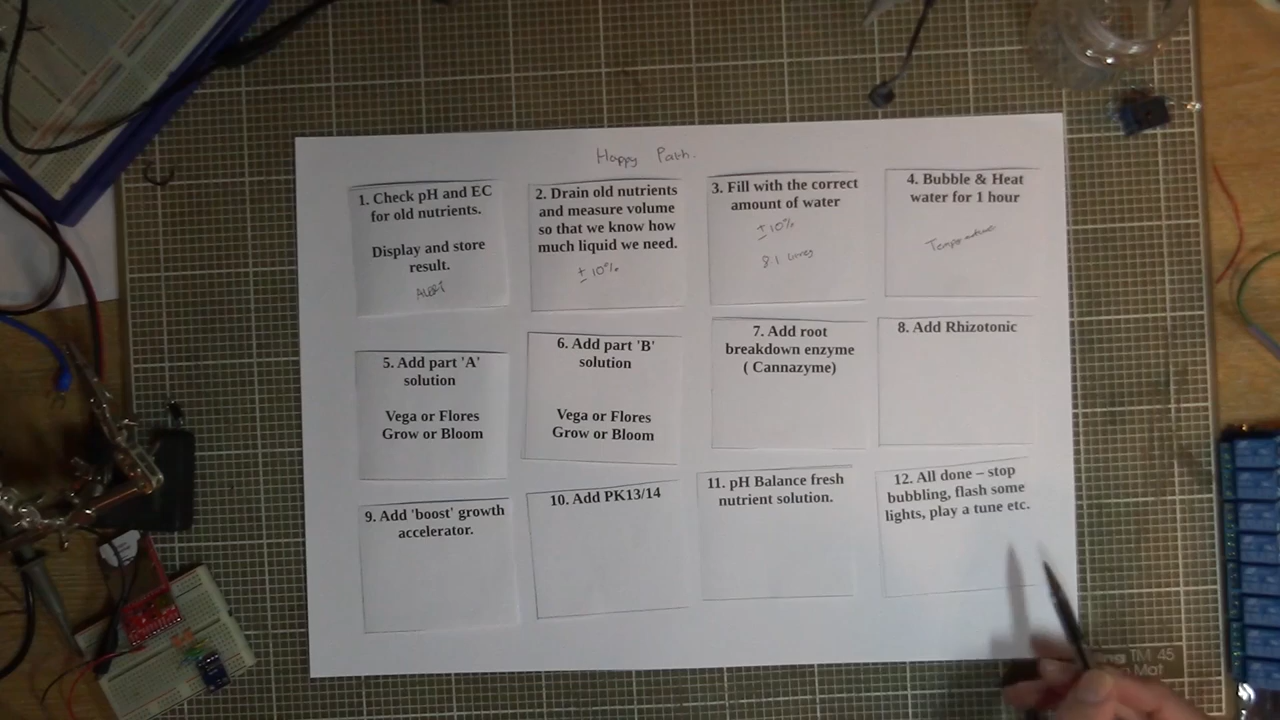 Happy Path.
1. Check pH and EC
for old nutrients.
Display and store
result.
Alert
2. Drain old nutrients
and measure volume
so that we know how
much liquid we need.
± 10%
3. Fill with the correct
amount of water
± 10%
8.1 Litres
4. Bubble & Heat
water for 1 hour
Temperature
5. Add part 'A'
solution
Vega or Flores
Grow or Bloom
6. Add part 'B'
solution
Vega or Flores
Grow or Bloom
7. Add root
breakdown enzyme
( Cannazyme)
8. Add Rhizotonic
9. Add 'boost' growth
accelerator.
10. Add PK13/14
11. pH Balance fresh
nutrient solution.
12. All done – stop
bubbling, flash some
lights, play a tune etc.
TM 45
Mat